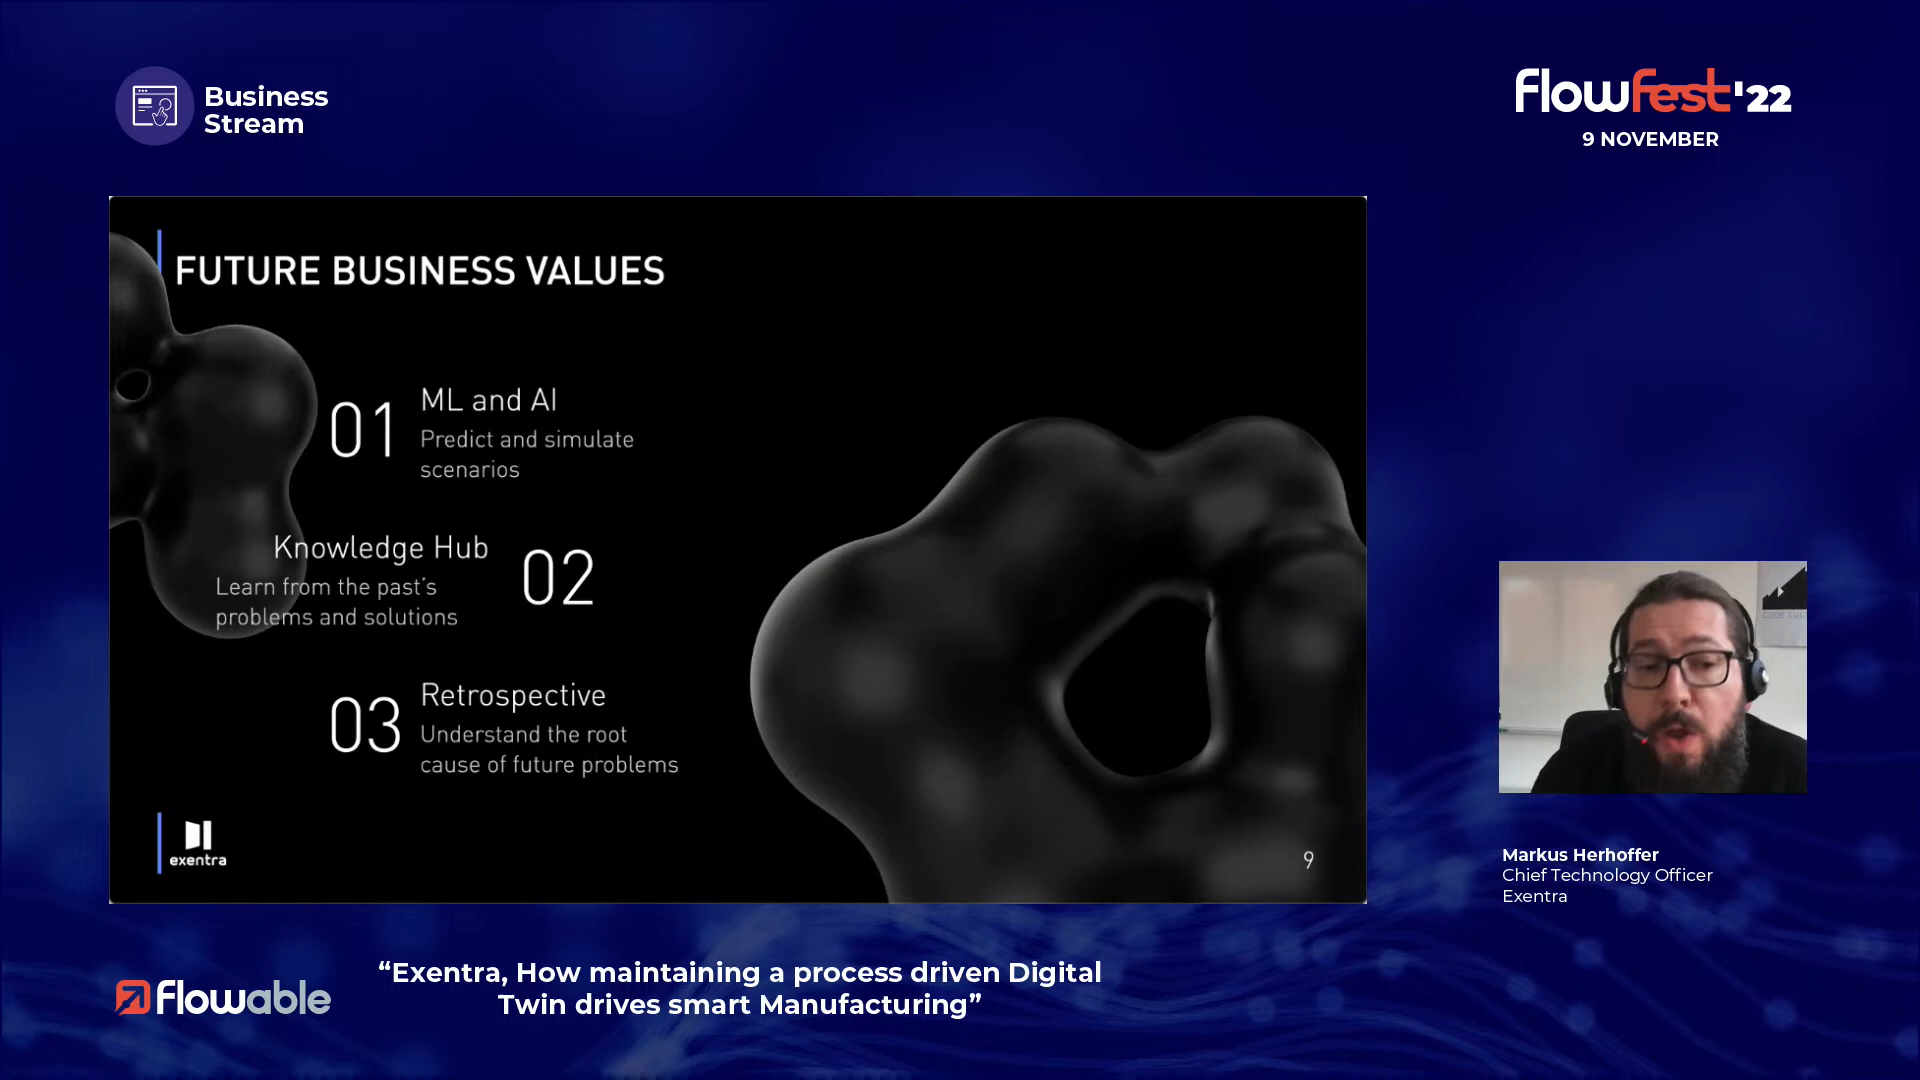 Business
Stream
flowfest'22
9 NOVEMBER
FUTURE BUSINESS VALUES
01
ML and AI
Predict and simulate
scenarios
Knowledge Hub
Learn from the past's
problems and solutions
02
03
Retrospective
Understand the root
cause of future problems
exentra
9
Markus Herhoffer
Chief Technology Officer
Exentra
flowable
“Exentra, How maintaining a process driven Digital
Twin drives smart Manufacturing”